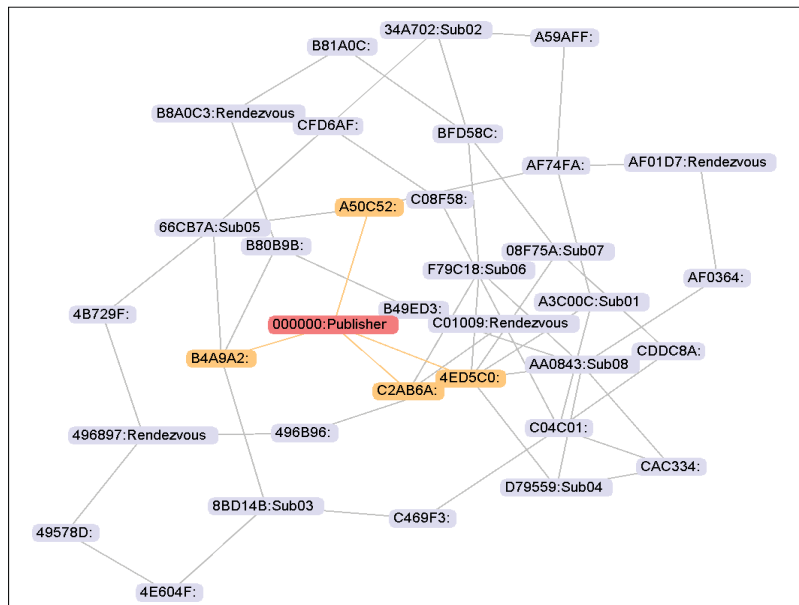 34A702:Sub02
A59AFF:
B81A0C:
B8A0C3:Rendezvous
CFD6AF:
BFD58C:
AF74FA:
AF01D7:Rendezvous
A50C52:
C08F58:
66CB7A:Sub05
B80B9B:
08F75A:Sub07
F79C18:Sub06
AF0364:
4B729F:
B49ED3:
A3C00C:Sub01
000000:Publisher
C01009:Rendezvous
B4A9A2:
CDDC8A:
AA0843:Sub08
4ED5C0:
C2AB6A:
496897:Rendezvous
496B96:
C04C01:
CAC334:
D79559:Sub04
8BD14B:Sub03
C469F3:
49578D:
4E604F: